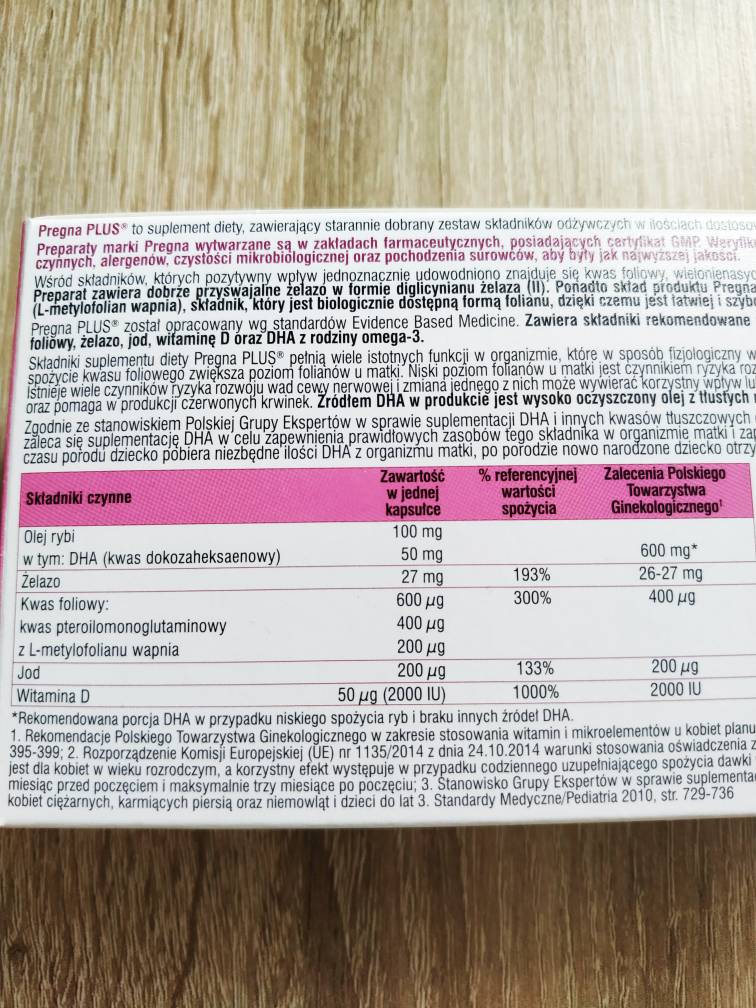 Pregna PLUS® to suplement diety, zawierający starannie dobrany zestaw składników odżywczych w ilościach
Preparaty marki Pregna wytwarzane są w zakładach farmaceutycznych, posiadających certyfikat GMP.
czynnych, alergenów, czystości mikrobiologicznej oraz pochodzenia surowców, aby były jak najwyższej jakości.
Wśród składników, których pozytywny wpływ jednoznacznie udowodniono znajduje się kwas foliowy,
Preparat zawiera dobrze przyswajalne żelazo w formie diglicynianu żelaza (II). Ponadto skład produktu Pregna
(L-metylofolian wapnia), składnik, który jest biologicznie dostępną formą folianu, dzięki czemu jest łatwiej i
Pregna PLUS® został opracowany wg standardów Evidence Based Medicine. Zawiera składniki rekomendowane
foliowy, żelazo, jod, witaminę D oraz DHA z rodziny omega-3.
Składniki suplementu diety Pregna PLUS® pełnią wiele istotnych funkcji w organizmie, które w sposób fizjologiczny w
spożycie kwasu foliowego zwiększa poziom folianów u matki. Niski poziom folianów u matki jest czynnikiem ryzyka
Istnieje wiele czynników ryzyka rozwoju wad cewy nerwowej i zmiana jednego z nich może wywierać korzystny wpływ
oraz pomaga w produkcji czerwonych krwinek. Źródłem DHA w produkcie jest wysoko oczyszczony olej z tłustych
Zgodnie ze stanowiskiem Polskiej Grupy Ekspertów w sprawie suplementacji DHA i innych kwasów tłuszczowych
zaleca się suplementację DHA w celu zapewnienia prawidłowych zasobów tego składnika w organizmie matki i
czasu porodu dziecko pobiera niezbędne ilości DHA z organizmu matki, po porodzie nowo narodzone dziecko
Składniki czynne Zawartość w jednej kapsułce % referencyjnej wartości spożycia Zalecenia Polskiego Towarzystwa Ginekologicznego¹
Olej rybi 100 mg
w tym: DHA (kwas dokozaheksaenowy) 50 mg 600 mg*
Żelazo 27 mg 193% 26-27 mg
Kwas foliowy: 600 µg 300% 400 µg
kwas pteroilomonoglutaminowy 400 µg
z L-metylofolianu wapnia 200 µg
Jod 200 µg 133% 200 µg
Witamina D 50 µg (2000 IU) 1000% 2000 IU
*Rekomendowana porcja DHA w przypadku niskiego spożycia ryb i braku innych źródeł DHA.
1. Rekomendacje Polskiego Towarzystwa Ginekologicznego w zakresie stosowania witamin i mikroelementów u kobiet
395-399; 2. Rozporządzenie Komisji Europejskiej (UE) nr 1135/2014 z dnia 24.10.2014 warunki stosowania oświadczenia
jest dla kobiet w wieku rozrodczym, a korzystny efekt występuje w przypadku codziennego uzupełniającego spożycia dawki
miesiąc przed poczęciem i maksymalnie trzy miesiące po poczęciu; 3. Stanowisko Grupy Ekspertów w sprawie
kobiet ciężarnych, karmiących piersią oraz niemowląt i dzieci do lat 3. Standardy Medyczne/Pediatria 2010, str. 729-736